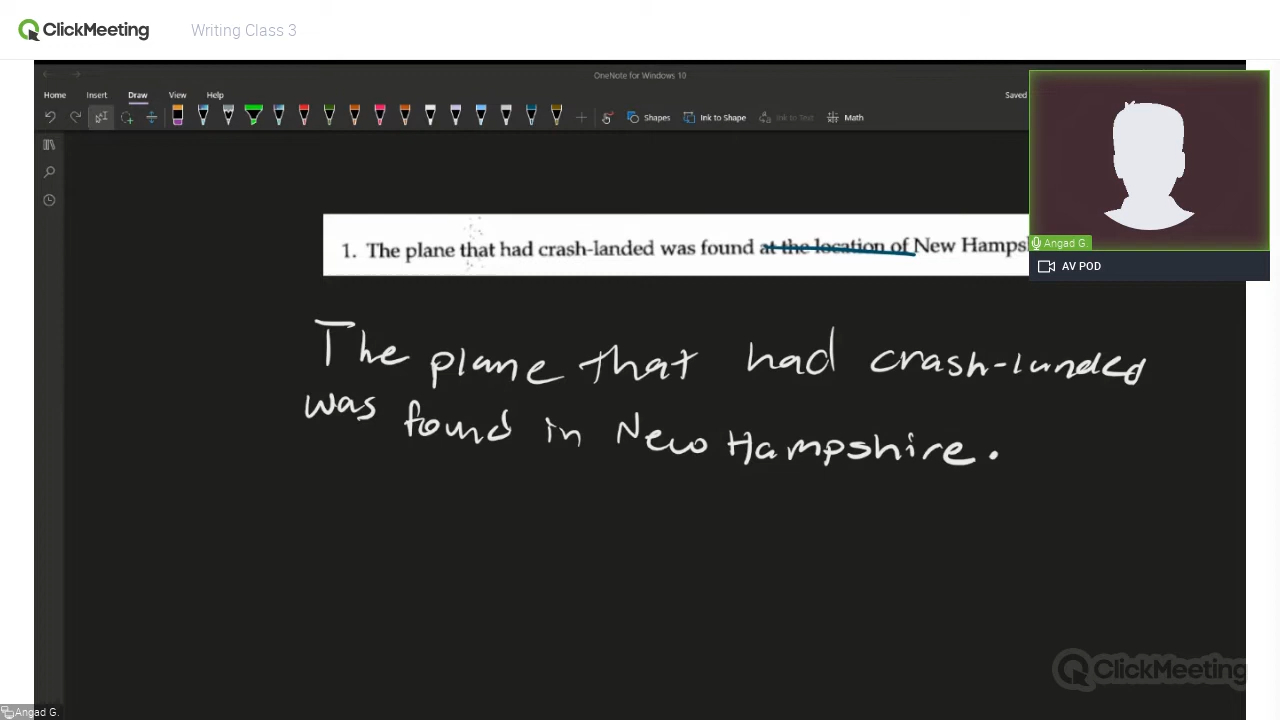 ClickMeeting
Writing Class 3
OneNote for Windows 10
Home Insert Draw View Help
Saved
Shapes Ink to Shape Ink to Text Math
1. The plane that had crash-landed was found at the location of New Hamps
Angad G.
AV POD
The plane that had crash-landed
was found in New Hampshire.
ClickMeeting
Angad G.